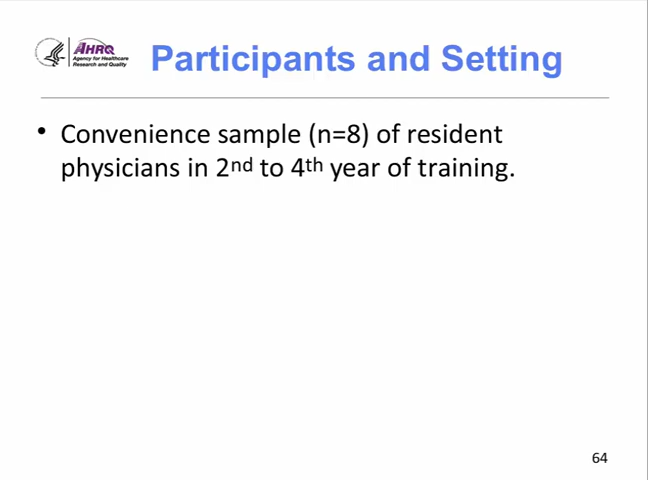 AHRQ
Agency for Healthcare
Research and Quality
Participants and Setting
• Convenience sample (n=8) of resident
physicians in 2nd to 4th year of training.
64